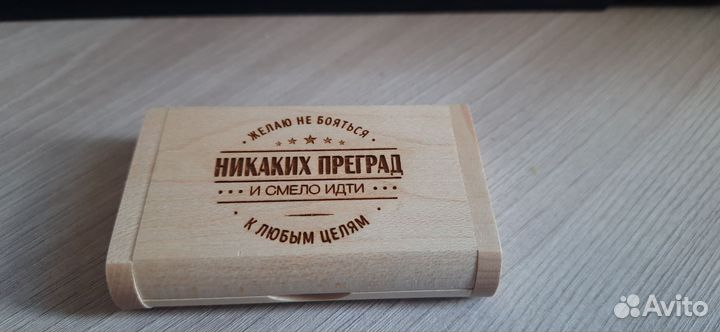 ЖЕЛАЮ НЕ БОЯТЬСЯ
НИКАКИХ ПРЕГРАД
И СМЕЛО ИДТИ
К ЛЮБЫМ ЦЕЛЯМ
Avito